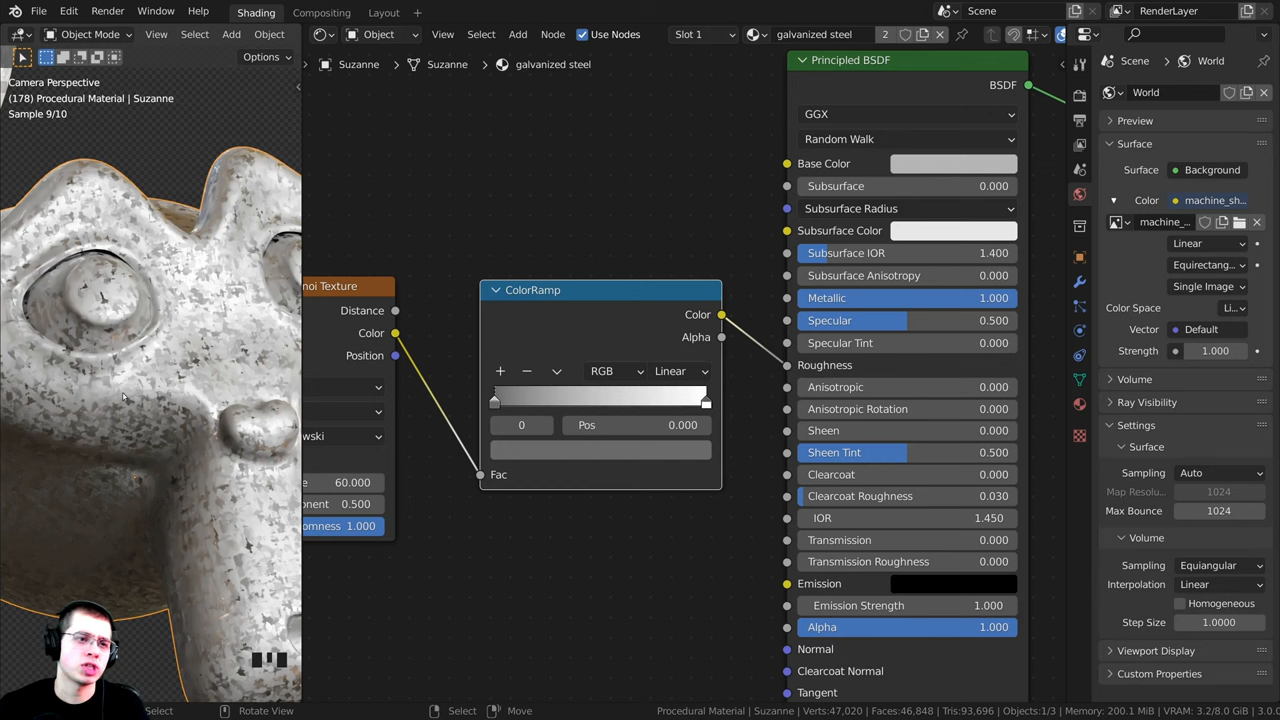 File Edit Render Window Help Shading Compositing Layout + Scene RenderLayer
Object Mode View Select Add Object
Object View Select Add Node Use Nodes Slot 1 galvanized steel 2
Options
Suzanne Suzanne galvanized steel
Scene World
World
Preview
Surface
Surface Background
Color machine_sh...
machine_...
Linear
Equirectang...
Single Image
Color Space Li...
Vector Default
Strength 1.000
Volume
Ray Visibility
Settings
Surface
Sampling Auto
Map Resolu... 1024
Max Bounce 1024
Volume
Sampling Equiangular
Interpolation Linear
Homogeneous
Step Size 1.0000
Viewport Display
Custom Properties
Camera Perspective
(178) Procedural Material | Suzanne
Sample 9/10
noi Texture
Distance
Color
Position
wski
e 60.000
onent 0.500
omness 1.000
ColorRamp
Color
Alpha
+ − RGB Linear
0 Pos 0.000
Fac
Principled BSDF
BSDF
GGX
Random Walk
Base Color
Subsurface 0.000
Subsurface Radius
Subsurface Color
Subsurface IOR 1.400
Subsurface Anisotropy 0.000
Metallic 1.000
Specular 0.500
Specular Tint 0.000
Roughness
Anisotropic 0.000
Anisotropic Rotation 0.000
Sheen 0.000
Sheen Tint 0.500
Clearcoat 0.000
Clearcoat Roughness 0.030
IOR 1.450
Transmission 0.000
Transmission Roughness 0.000
Emission
Emission Strength 1.000
Alpha 1.000
Normal
Clearcoat Normal
Tangent
Select Rotate View Select Move Procedural Material | Suzanne | Verts:47,020 | Faces:46,848 | Tris:93,696 | Objects:1/3 | Memory: 200.1 MiB | VRAM: 3.2/8.0 GiB | 3.0.0